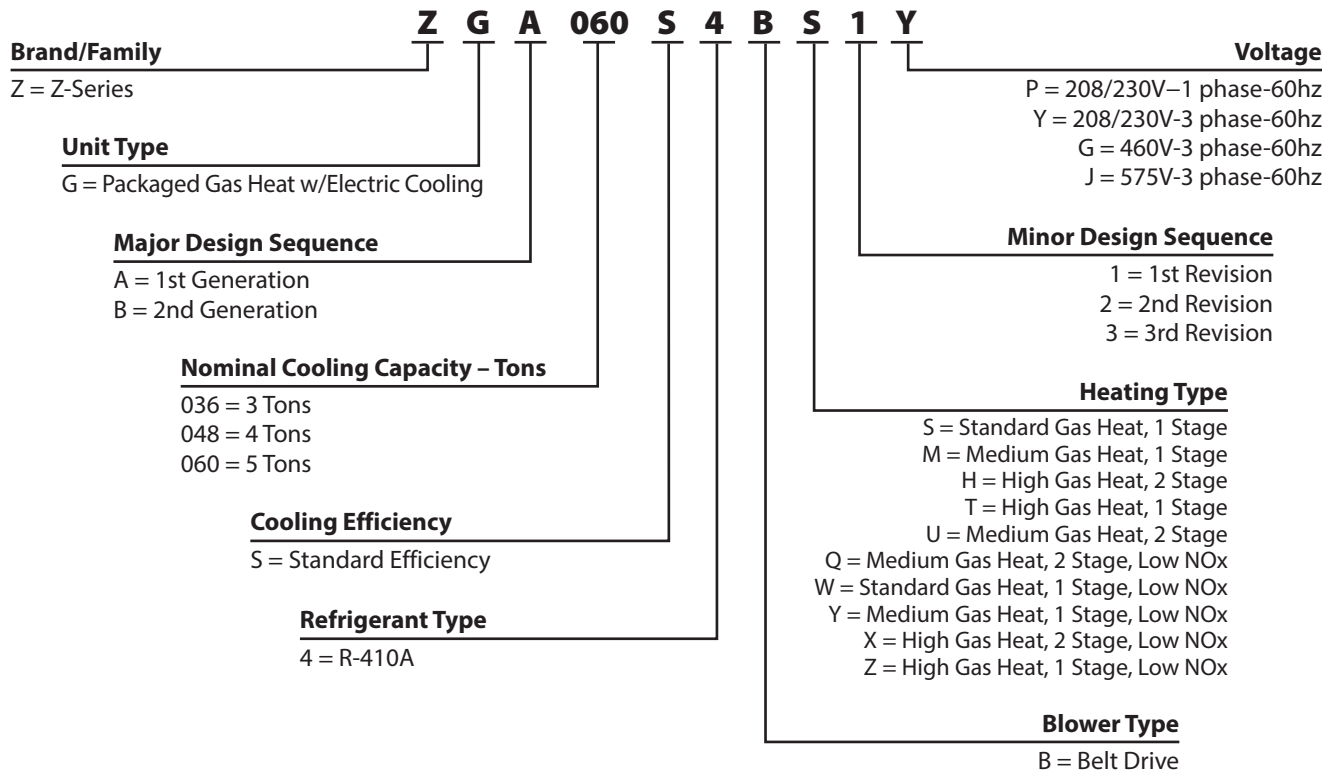 Z G A 060 S 4 B S 1 Y
Brand/Family
Z = Z-Series
Unit Type
G = Packaged Gas Heat w/Electric Cooling
Major Design Sequence
A = 1st Generation
B = 2nd Generation
Nominal Cooling Capacity – Tons
036 = 3 Tons
048 = 4 Tons
060 = 5 Tons
Cooling Efficiency
S = Standard Efficiency
Refrigerant Type
4 = R-410A
Voltage
P = 208/230V–1 phase-60hz
Y = 208/230V-3 phase-60hz
G = 460V-3 phase-60hz
J = 575V-3 phase-60hz
Minor Design Sequence
1 = 1st Revision
2 = 2nd Revision
3 = 3rd Revision
Heating Type
S = Standard Gas Heat, 1 Stage
M = Medium Gas Heat, 1 Stage
H = High Gas Heat, 2 Stage
T = High Gas Heat, 1 Stage
U = Medium Gas Heat, 2 Stage
Q = Medium Gas Heat, 2 Stage, Low NOx
W = Standard Gas Heat, 1 Stage, Low NOx
Y = Medium Gas Heat, 1 Stage, Low NOx
X = High Gas Heat, 2 Stage, Low NOx
Z = High Gas Heat, 1 Stage, Low NOx
Blower Type
B = Belt Drive